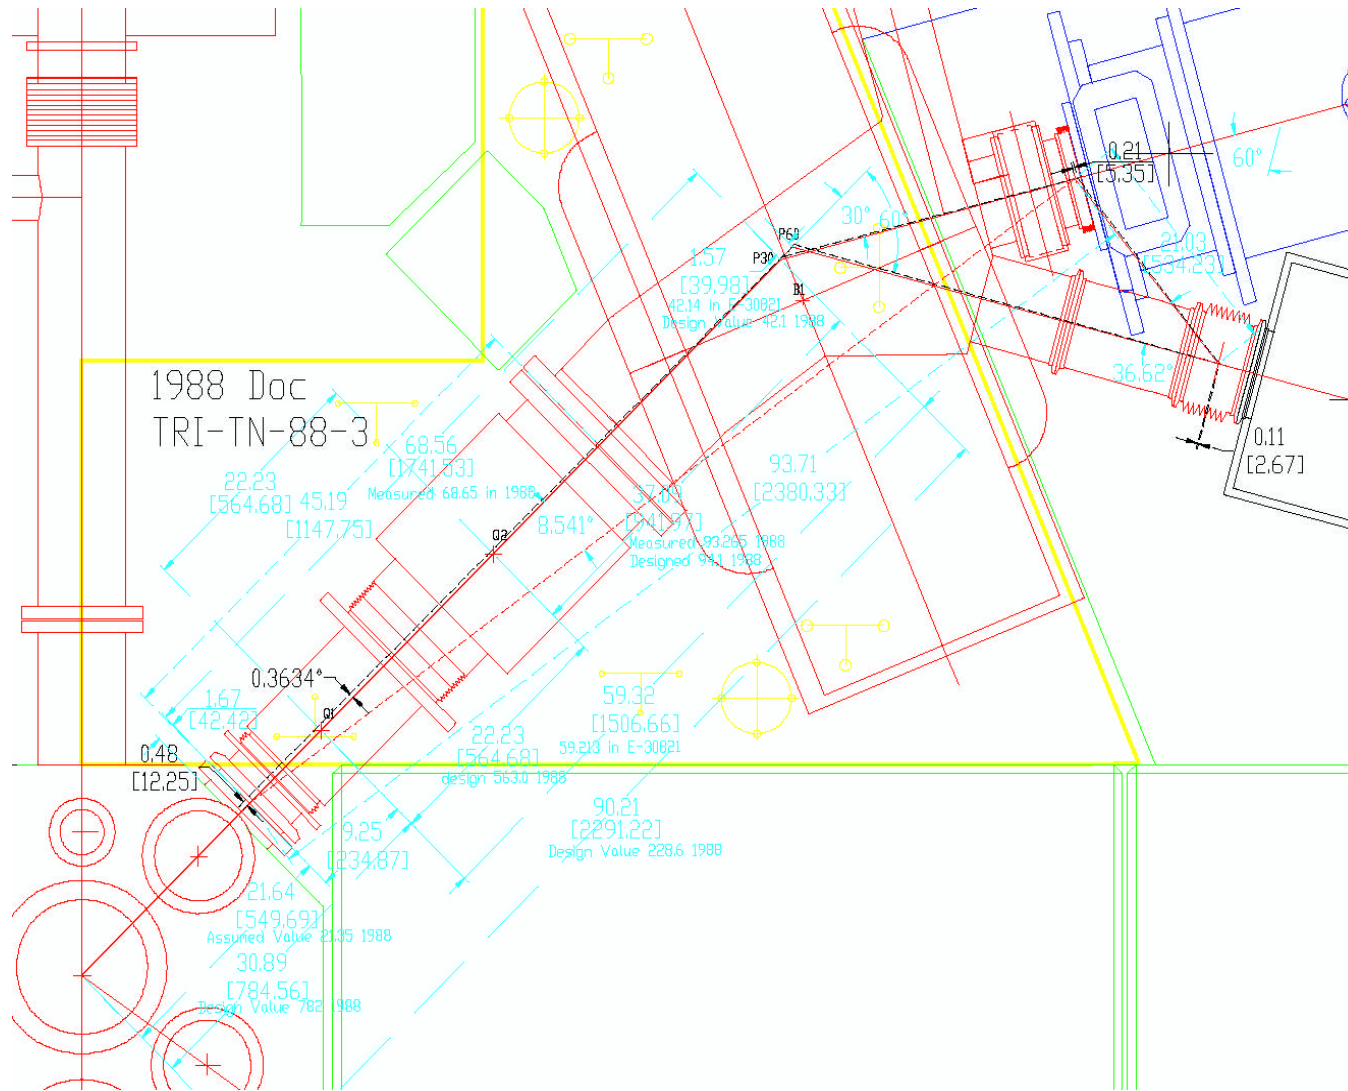 0.21
[5.35]
60°
30° 60°
P60
21.03
[534.23]
1.57
P30
[39.98]
B1
42.14 in E-30821
Design Value 42.1 1988
36.62°
1988 Doc
TRI-TN-88-3
68.56
[1741.53]
Measured 68.65 in 1988
0.11
[2.67]
93.71
[2380.33]
22.23
[564.68]
45.19
[1147.75]
37.09
[941.97]
8.541°
Q2
Measured 93.265 1988
Designed 94.1 1988
0.3634°
1.67
[42.42]
Q1
59.32
[1506.66]
59.213 in E-30821
22.23
[564.68]
design 563.0 1988
0.48
[12.25]
90.21
[2291.22]
Design Value 228.6 1988
9.25
[234.87]
21.64
[549.69]
Assumed Value 21.35 1988
30.89
[784.56]
Design Value 782 1988